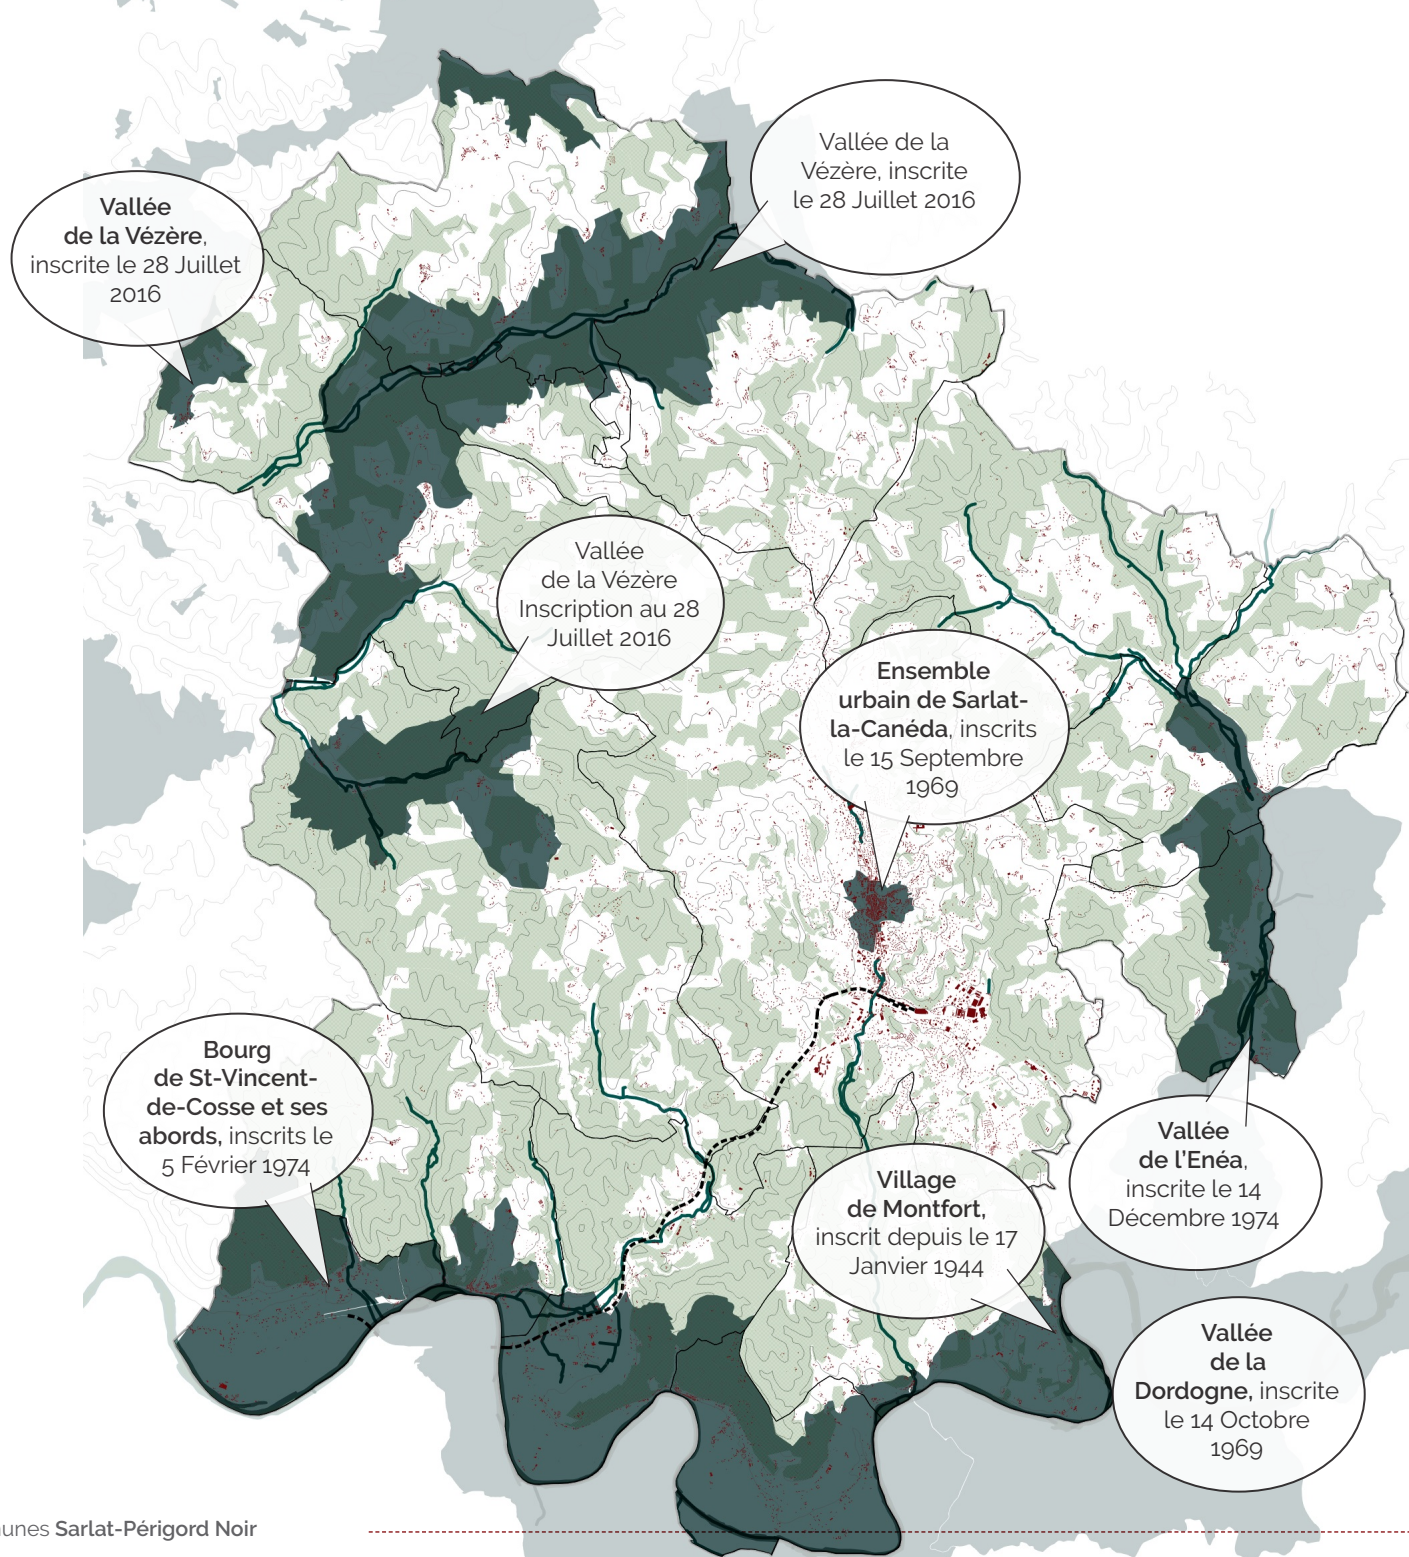 Vallée de la
Vézère, inscrite
le 28 Juillet 2016
Vallée
de la Vézère,
inscrite le 28 Juillet
2016
Vallée
de la Vézère
Inscription au 28
Juillet 2016
Ensemble
urbain de Sarlat-
la-Canéda, inscrits
le 15 Septembre
1969
Bourg
de St-Vincent-
de-Cosse et ses
abords, inscrits le
5 Février 1974
Village
de Montfort,
inscrit depuis le 17
Janvier 1944
Vallée
de l'Enéa,
inscrite le 14
Décembre 1974
Vallée
de la
Dordogne, inscrite
le 14 Octobre
1969
unes Sarlat-Périgord Noir